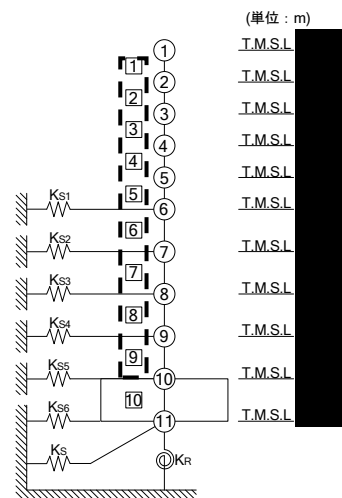 (単位：m)
① T.M.S.L
1
② T.M.S.L
2
③ T.M.S.L
3
④ T.M.S.L
4
⑤ T.M.S.L
5
KS1 ⑥ T.M.S.L
6
KS2 ⑦ T.M.S.L
7
KS3 ⑧ T.M.S.L
8
KS4 ⑨ T.M.S.L
9
KS5 ⑩ T.M.S.L
10
KS6 ⑪ T.M.S.L
KS KR